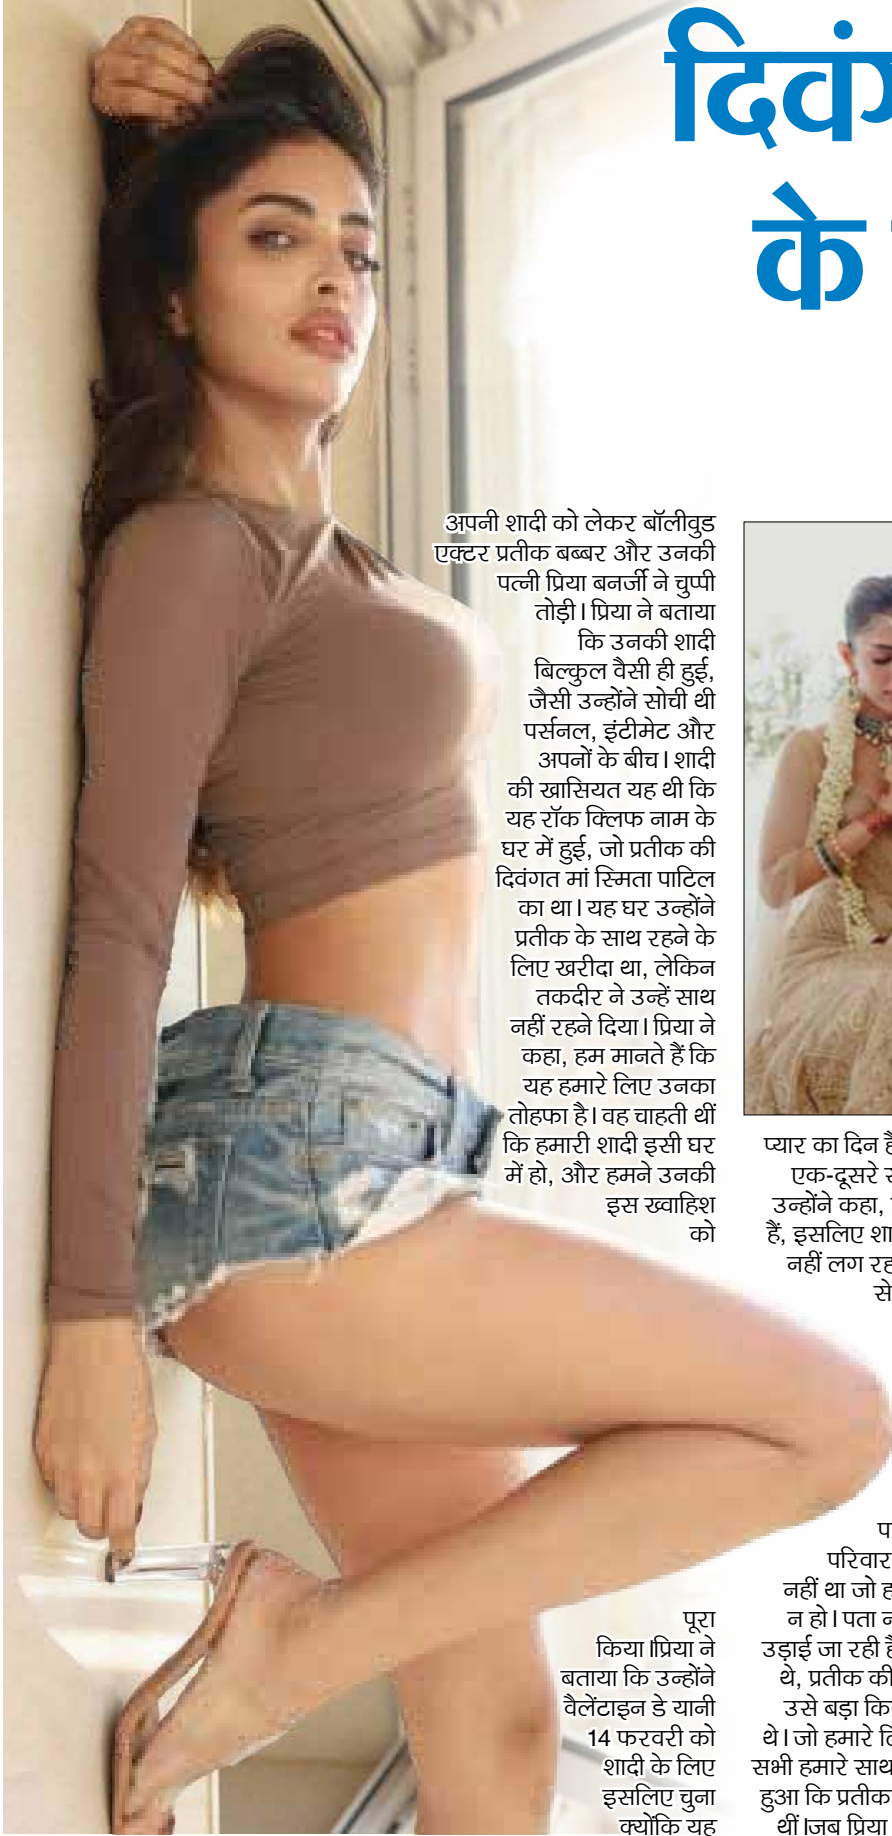 दिवंग
के
अपनी शादी को लेकर बॉलीवुड
एक्टर प्रतीक बब्बर और उनकी
पत्नी प्रिया बनर्जी ने चुप्पी
तोड़ी। प्रिया ने बताया
कि उनकी शादी
बिल्कुल वैसी ही हुई,
जैसी उन्होंने सोची थी
पर्सनल, इंटीमेट और
अपनों के बीच। शादी
की खासियत यह थी कि
यह रॉक क्लिफ नाम के
घर में हुई, जो प्रतीक की
दिवंगत मां स्मिता पाटिल
का था। यह घर उन्होंने
प्रतीक के साथ रहने के
लिए खरीदा था, लेकिन
तकदीर ने उन्हें साथ
नहीं रहने दिया। प्रिया ने
कहा, हम मानते हैं कि
यह हमारे लिए उनका
तोहफा है। वह चाहती थीं
कि हमारी शादी इसी घर
में हो, और हमने उनकी
इस ख्वाहिश
को
पूरा
किया।प्रिया ने
बताया कि उन्होंने
वैलेंटाइन डे यानी
14 फरवरी को
शादी के लिए
इसलिए चुना
क्योंकि यह
प्यार का दिन है
एक-दूसरे
उन्होंने कहा,
हैं, इसलिए शा
नहीं लग रह
से
प
परिवार
नहीं था जो ह
न हो। पता न
उड़ाई जा रही है
थे, प्रतीक की
उसे बड़ा कि
थे। जो हमारे लि
सभी हमारे साथ
हुआ कि प्रतीक
थीं।जब प्रिया